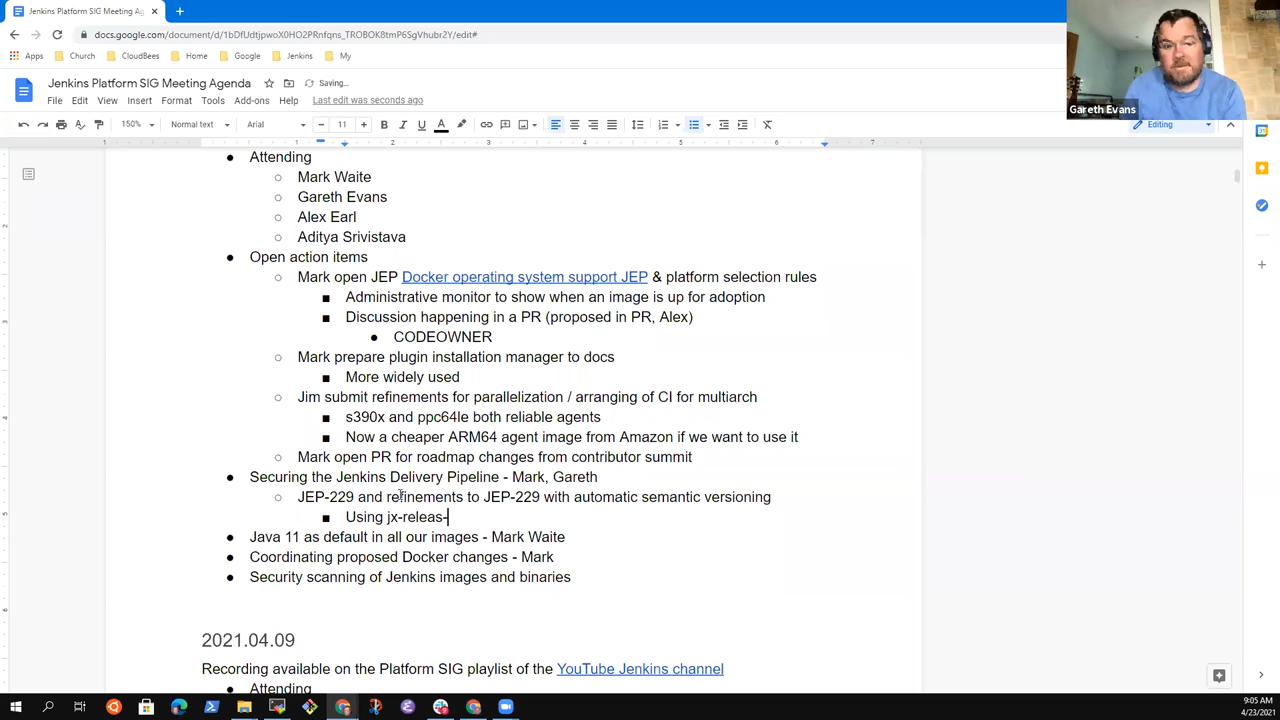 Jenkins Platform SIG Meeting Ag
docs.google.com/document/d/1bDfUdtjpwoX0HO2PRnfqns_TROBOK8tmP6SgVhubr2Y/edit#
Apps Church CloudBees Home Google Jenkins My
Jenkins Platform SIG Meeting Agenda Saving...
File Edit View Insert Format Tools Add-ons Help Last edit was seconds ago
150% Normal text Arial 11 Editing
Gareth Evans
1 1 2 3 4 5 6 7
Attending
Mark Waite
Gareth Evans
Alex Earl
Aditya Srivistava
Open action items
Mark open JEP Docker operating system support JEP & platform selection rules
Administrative monitor to show when an image is up for adoption
Discussion happening in a PR (proposed in PR, Alex)
CODEOWNER
Mark prepare plugin installation manager to docs
More widely used
Jim submit refinements for parallelization / arranging of CI for multiarch
s390x and ppc64le both reliable agents
Now a cheaper ARM64 agent image from Amazon if we want to use it
Mark open PR for roadmap changes from contributor summit
Securing the Jenkins Delivery Pipeline - Mark, Gareth
JEP-229 and refinements to JEP-229 with automatic semantic versioning
Using jx-releas-
Java 11 as default in all our images - Mark Waite
Coordinating proposed Docker changes - Mark
Security scanning of Jenkins images and binaries
2021.04.09
Recording available on the Platform SIG playlist of the YouTube Jenkins channel
Attending
9:05 AM
4/23/2021